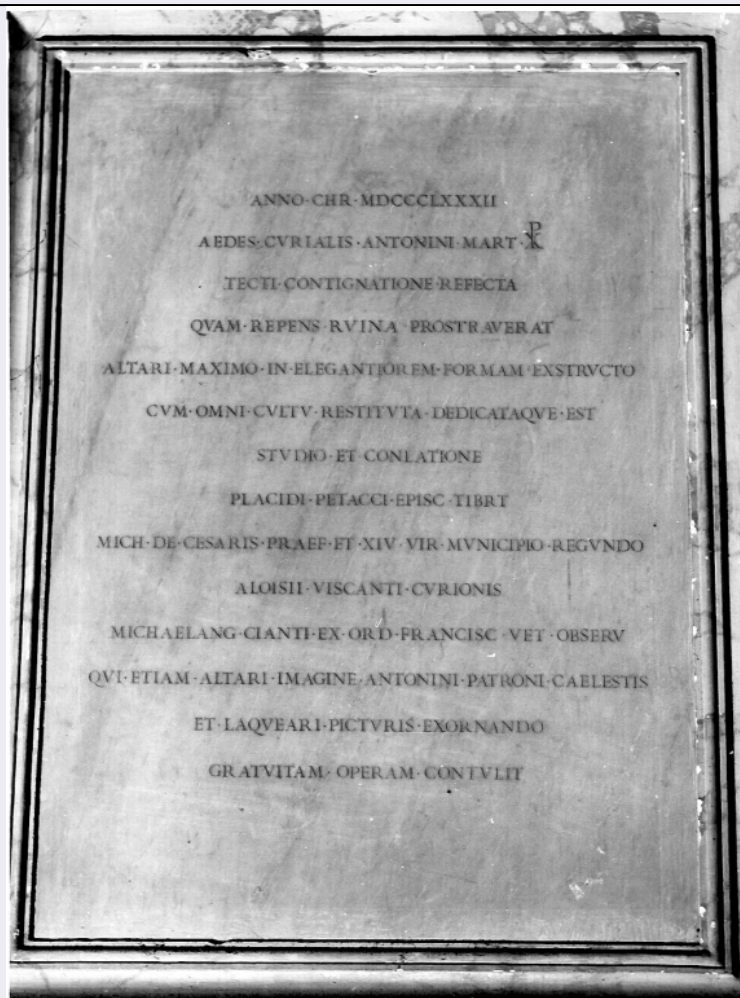 ANNO·CHR·MDCCCLXXXII
AEDES·CVRIALIS·ANTONINI·MART·☧
TECTI·CONTIGNATIONE·REFECTA
QVAM·REPENS·RVINA·PROSTRAVERAT
ALTARI·MAXIMO·IN·ELEGANTIOREM·FORMAM·EXSTRVCTO
CVM·OMNI·CVLTV·RESTITVTA·DEDICATAQVE·EST
STVDIO·ET·CONLATIONE
PLACIDI·PETACCI·EPISC·TIBRT
MICH·DE·CESARIS·PRAEF·ET·XIV·VIR·MVNICIPIO·REGVNDO
ALOISII·VISCANTI·CVRIONIS
MICHAELANG·CIANTI·EX·ORD·FRANCISC·VET·OBSERV
QVI·ETIAM·ALTARI·IMAGINE·ANTONINI·PATRONI·CAELESTIS
ET·LAQVEARI·PICTVRIS·EXORNANDO
GRATVITAM·OPERAM·CONTVLIT